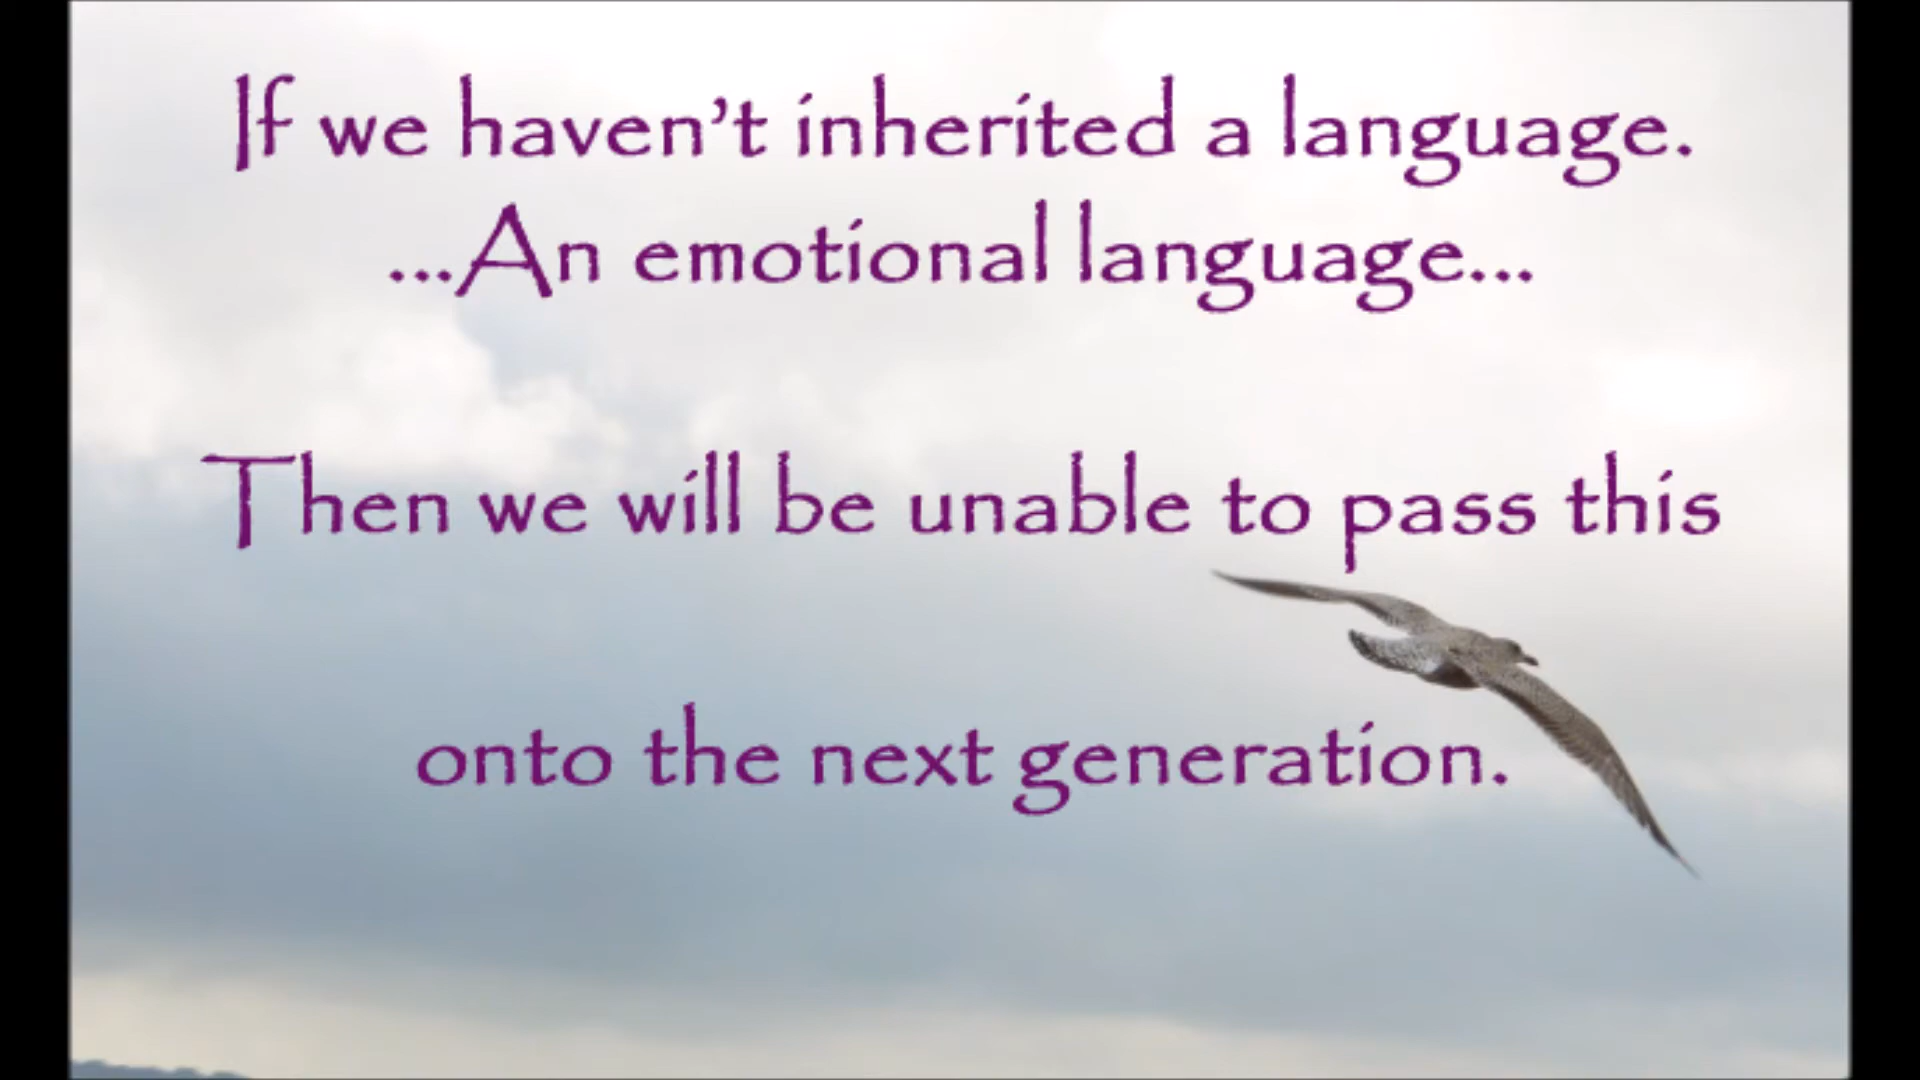 If we haven't inherited a language.
...An emotional language...
Then we will be unable to pass this
onto the next generation.